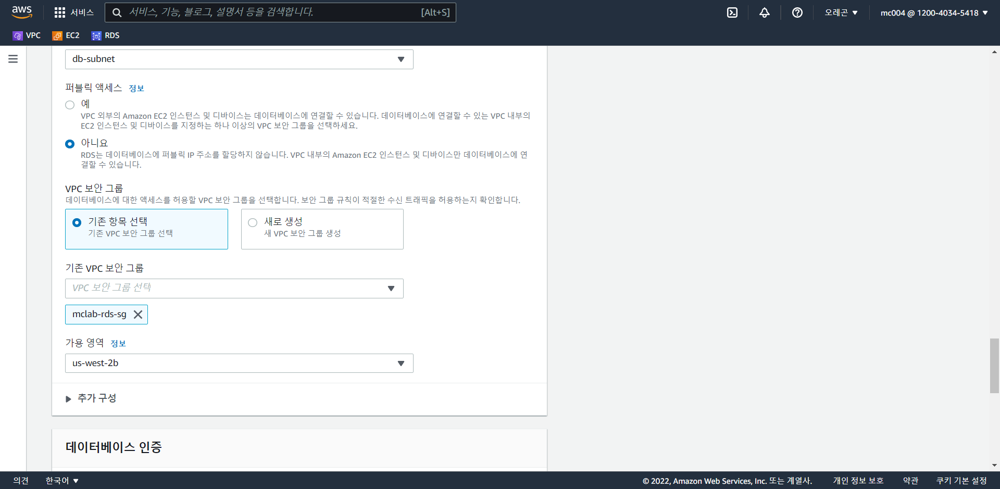 aws
서비스
서비스, 기능, 블로그, 설명서 등을 검색합니다.
[Alt+S]
오레곤
mc004 @ 1200-4034-5418
VPC
EC2
RDS
db-subnet
퍼블릭 액세스 정보
예
VPC 외부의 Amazon EC2 인스턴스 및 디바이스는 데이터베이스에 연결할 수 있습니다. 데이터베이스에 연결할 수 있는 VPC 내부의
EC2 인스턴스 및 디바이스를 지정하는 하나 이상의 VPC 보안 그룹을 선택하세요.
아니요
RDS는 데이터베이스에 퍼블릭 IP 주소를 할당하지 않습니다. VPC 내부의 Amazon EC2 인스턴스 및 디바이스만 데이터베이스에 연
결할 수 있습니다.
VPC 보안 그룹
데이터베이스에 대한 액세스를 허용할 VPC 보안 그룹을 선택합니다. 보안 그룹 규칙이 적절한 수신 트래픽을 허용하는지 확인합니다.
기존 항목 선택
기존 VPC 보안 그룹 선택
새로 생성
새 VPC 보안 그룹 생성
기존 VPC 보안 그룹
VPC 보안 그룹 선택
mclab-rds-sg
가용 영역 정보
us-west-2b
추가 구성
데이터베이스 인증
의견
한국어
© 2022, Amazon Web Services, Inc. 또는 계열사.
개인 정보 보호
약관
쿠키 기본 설정